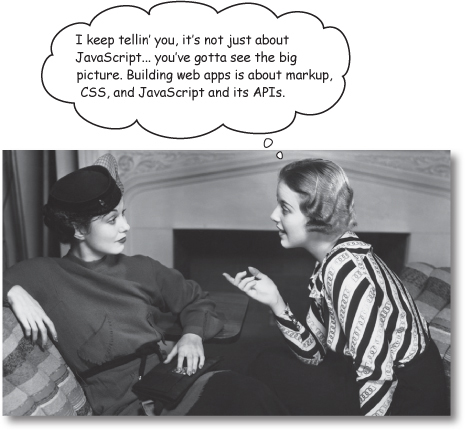 I keep tellin' you, it's not just about
JavaScript... you've gotta see the big
picture. Building web apps is about markup,
CSS, and JavaScript and its APIs.